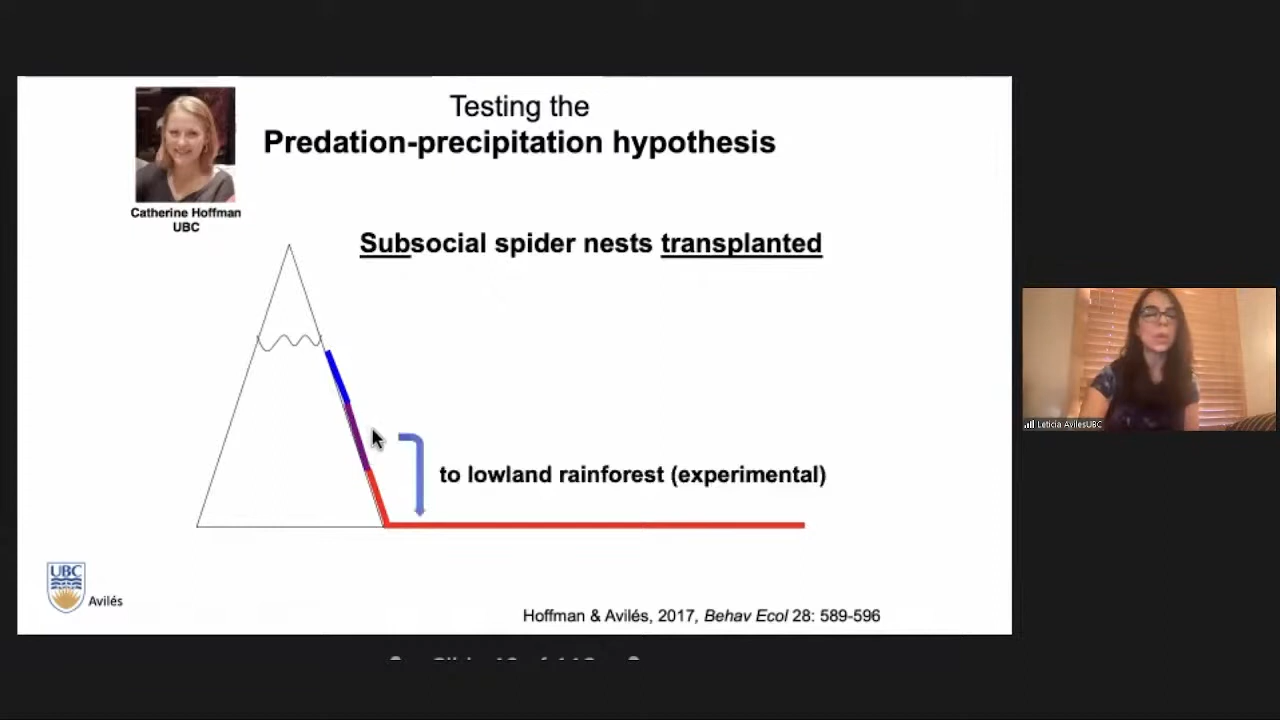 Testing the
Predation-precipitation hypothesis
Catherine Hoffman
UBC
Subsocial spider nests transplanted
to lowland rainforest (experimental)
UBC
Avilés
Hoffman & Avilés, 2017, Behav Ecol 28: 589-596
Leticia AvilesUBC